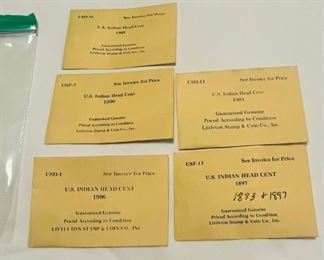 See Invoice for Price
U.S. Indian Head Cent
Guaranteed Genuine
Priced According to Condition
Littleton Stamp & Coin Co., Inc.
USF-7 See Invoice for Price
U.S. Indian Head Cent
1900
Guaranteed Genuine
Priced According to Condition
Littleton Stamp & Coin Co., Inc.
USD-11 See Invoice for Price
U.S. Indian Head Cent
1904
Guaranteed Genuine
Priced According to Condition
Littleton Stamp & Coin Co., Inc.
USD-1 See Invoice for Price
U.S. INDIAN HEAD CENT
1906
Guaranteed Genuine
Priced According to Condition
LITTLETON STAMP & COIN CO., INC
USF-13 See Invoice for Price
U.S. INDIAN HEAD CENT
1897
1893 & 1897
Guaranteed Genuine
Priced According to Condition
Littleton Stamp & Coin Co., Inc.